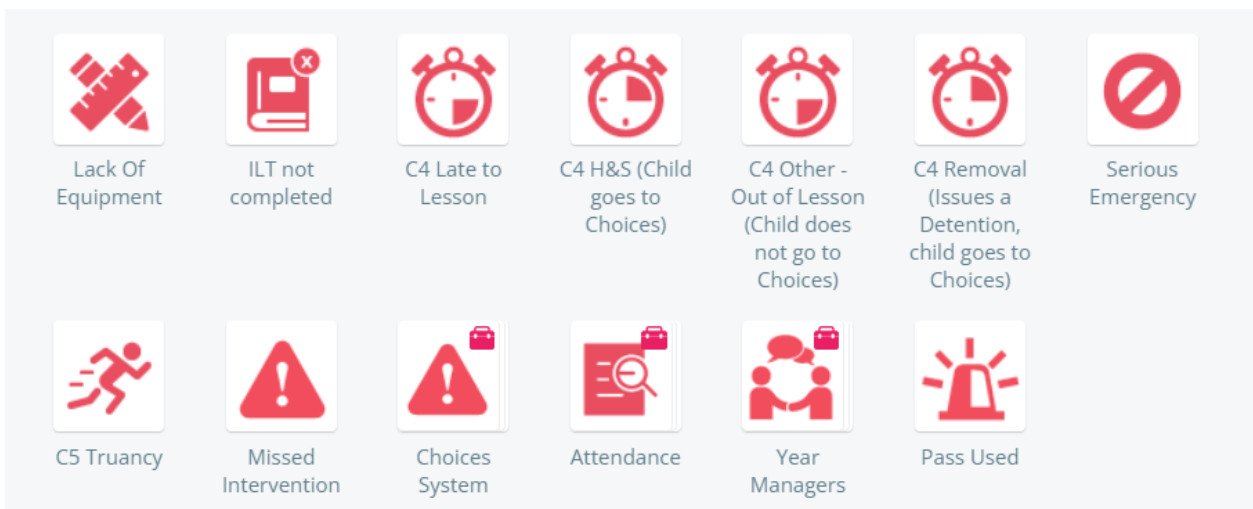 Lack Of
Equipment
ILT not
completed
C4 Late to
Lesson
C4 H&S (Child
goes to
Choices)
C4 Other -
Out of Lesson
(Child does
not go to
Choices)
C4 Removal
(Issues a
Detention,
child goes to
Choices)
Serious
Emergency
C5 Truancy
Missed
Intervention
Choices
System
Attendance
Year
Managers
Pass Used